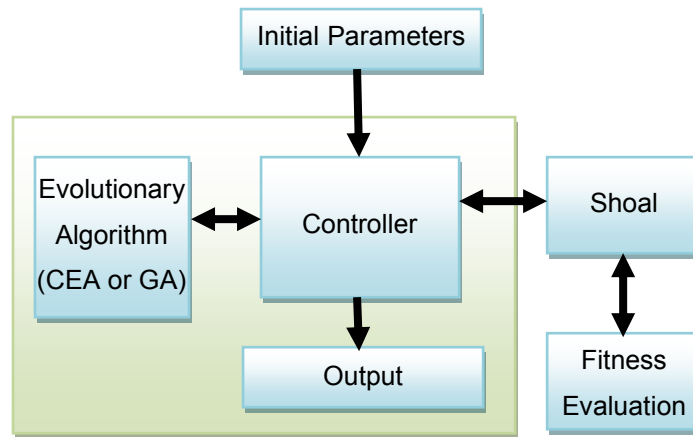 Initial Parameters
Evolutionary
Algorithm
(CEA or GA)
Controller
Shoal
Output
Fitness
Evaluation